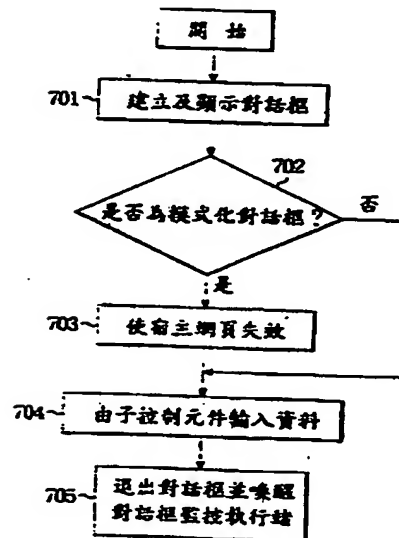 開始
701
建立及顯示對話框
702
是否為模式化對話框？
否
是
703
使宿主網頁失效
704
由子控制元件輸入資料
705
退出對話框並喚醒
對話框監控執行緒